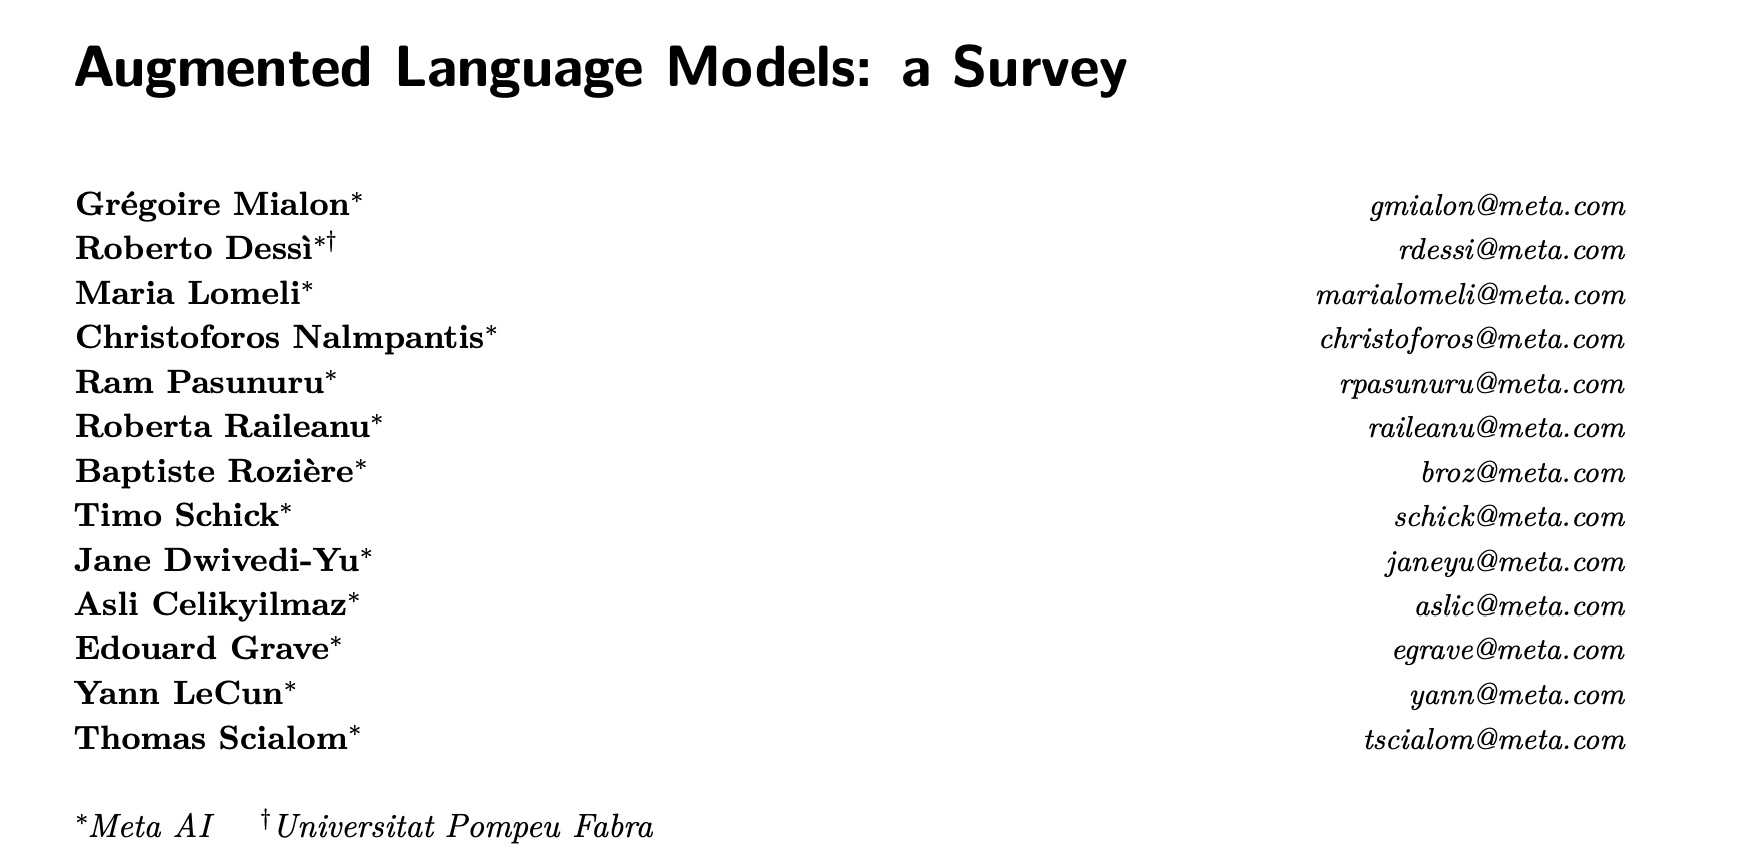 Augmented Language Models: a Survey
Grégoire Mialon* gmialon@meta.com
Roberto Dessì*† rdessi@meta.com
Maria Lomeli* marialomeli@meta.com
Christoforos Nalmpantis* christoforos@meta.com
Ram Pasunuru* rpasunuru@meta.com
Roberta Raileanu* raileanu@meta.com
Baptiste Rozière* broz@meta.com
Timo Schick* schick@meta.com
Jane Dwivedi-Yu* janeyu@meta.com
Asli Celikyilmaz* aslic@meta.com
Edouard Grave* egrave@meta.com
Yann LeCun* yann@meta.com
Thomas Scialom* tscialom@meta.com
*Meta AI †Universitat Pompeu Fabra